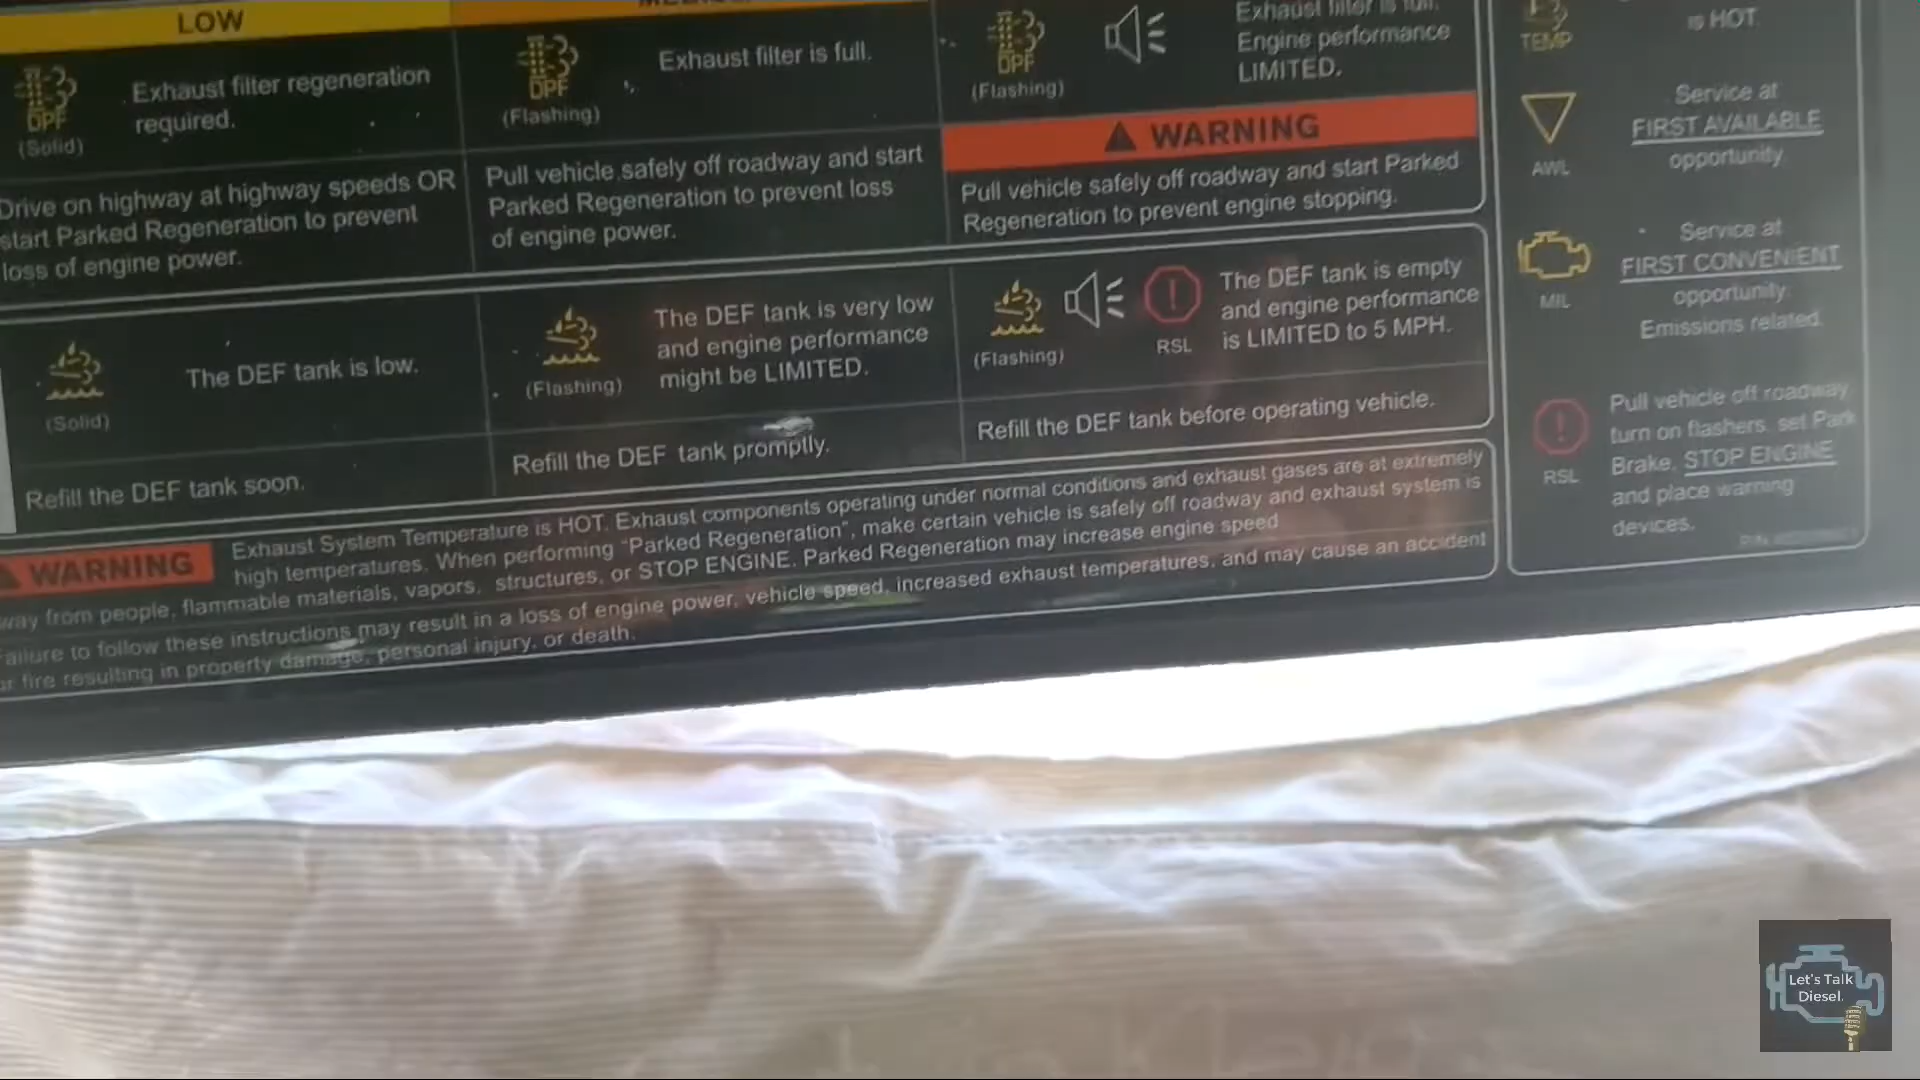 LOW
DPF
(Solid)
Exhaust filter regeneration
required.
Drive on highway at highway speeds OR
start Parked Regeneration to prevent
loss of engine power.
DPF
(Flashing)
Exhaust filter is full.
Pull vehicle safely off roadway and start
Parked Regeneration to prevent loss
of engine power.
DPF
(Flashing)
Exhaust filter is full.
Engine performance
LIMITED.
WARNING
Pull vehicle safely off roadway and start Parked
Regeneration to prevent engine stopping.
(Solid)
The DEF tank is low.
Refill the DEF tank soon.
(Flashing)
The DEF tank is very low
and engine performance
might be LIMITED.
Refill the DEF tank promptly.
(Flashing)
RSL
The DEF tank is empty
and engine performance
is LIMITED to 5 MPH.
Refill the DEF tank before operating vehicle.
WARNING
Exhaust System Temperature is HOT. Exhaust components operating under normal conditions and exhaust gases are at extremely
high temperatures. When performing "Parked Regeneration", make certain vehicle is safely off roadway and exhaust system is
way from people, flammable materials, vapors, structures, or STOP ENGINE. Parked Regeneration may increase engine speed
Failure to follow these instructions may result in a loss of engine power, vehicle speed, increased exhaust temperatures, and may cause an accident
or fire resulting in property damage, personal injury, or death.
TEMP
is HOT.
AWL
Service at
FIRST AVAILABLE
opportunity.
MIL
Service at
FIRST CONVENIENT
opportunity.
Emissions related.
RSL
Pull vehicle off roadway,
turn on flashers, set Park
Brake, STOP ENGINE
and place warning
devices.
Let's Talk
Diesel.